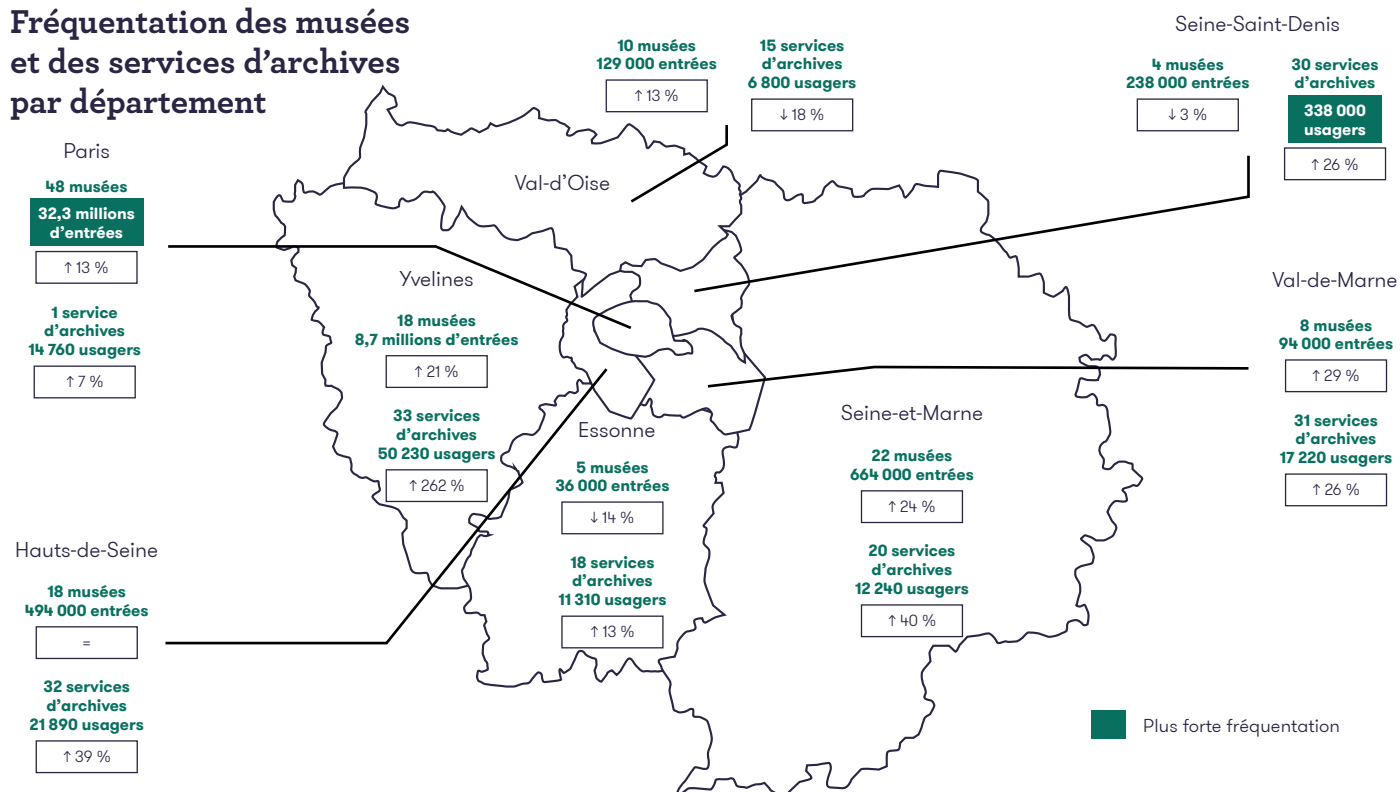 Fréquentation des musées
et des services d'archives
par département
Paris
48 musées
32,3 millions
d'entrées
↑ 13 %
1 service
d'archives
14 760 usagers
↑ 7 %
10 musées
129 000 entrées
↑ 13 %
15 services
d'archives
6 800 usagers
↓ 18 %
Val-d'Oise
Seine-Saint-Denis
4 musées
238 000 entrées
↓ 3 %
30 services
d'archives
338 000
usagers
↑ 26 %
Yvelines
18 musées
8,7 millions d'entrées
↑ 21 %
33 services
d'archives
50 230 usagers
↑ 262 %
Val-de-Marne
8 musées
94 000 entrées
↑ 29 %
31 services
d'archives
17 220 usagers
↑ 26 %
Essonne
5 musées
36 000 entrées
↓ 14 %
18 services
d'archives
11 310 usagers
↑ 13 %
Seine-et-Marne
22 musées
664 000 entrées
↑ 24 %
20 services
d'archives
12 240 usagers
↑ 40 %
Hauts-de-Seine
18 musées
494 000 entrées
=
32 services
d'archives
21 890 usagers
↑ 39 %
Plus forte fréquentation